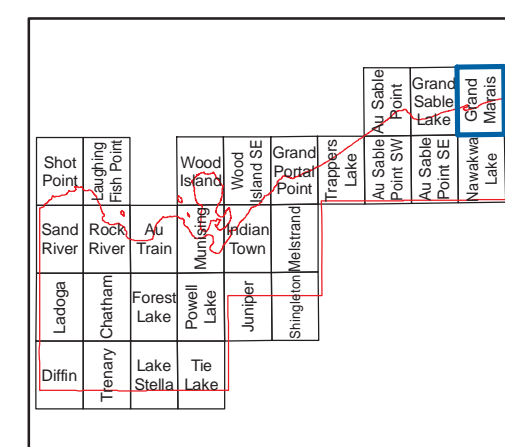 Au Sable
Point
Grand
Sable
Lake
Grand
Marais
Shot
Point
Laughing
Fish Point
Wood
Island
Wood
Island SE
Grand
Portal
Point
Trappers
Lake
Au Sable
Point SW
Au Sable
Point SE
Nawakwa
Lake
Sand
River
Rock
River
Au
Train
Munising
Indian
Town
Melstrand
Ladoga
Chatham
Forest
Lake
Powell
Lake
Juniper
Shingleton
Diffin
Trenary
Lake
Stella
Tie
Lake